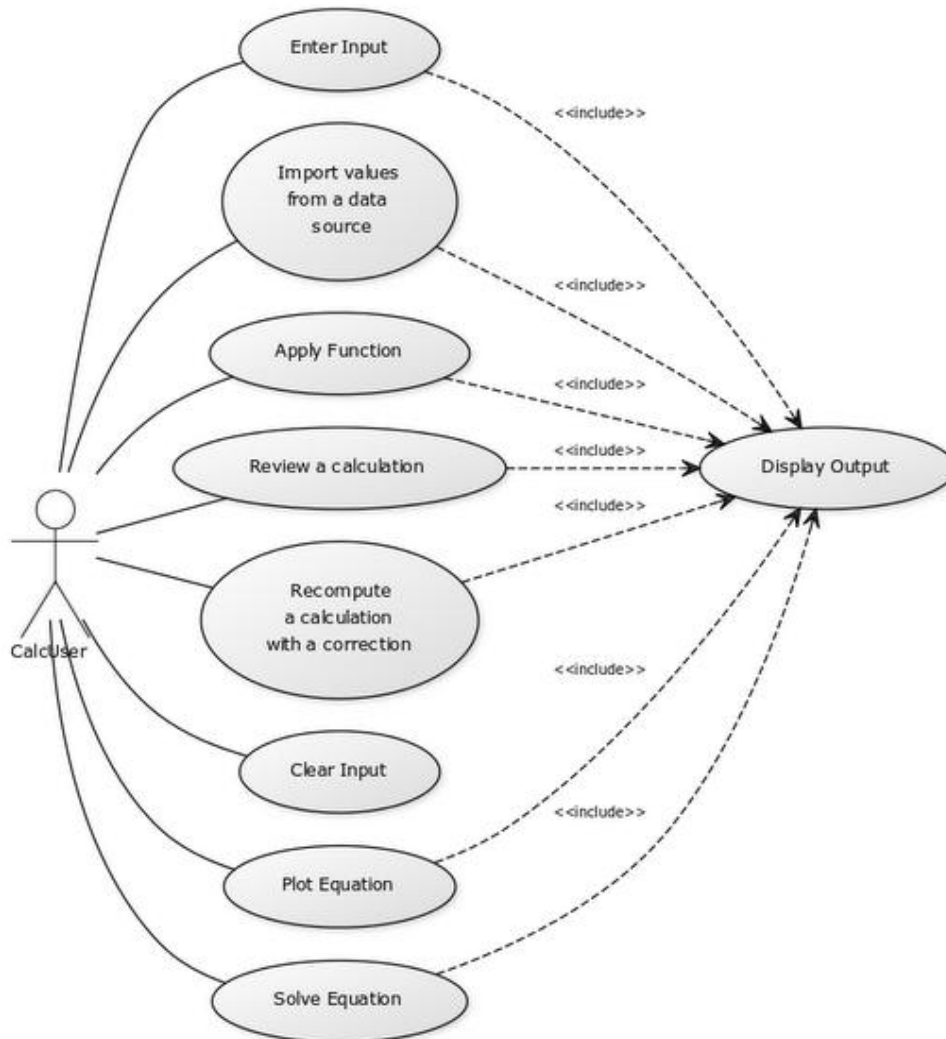 Enter Input
<<include>>
Import values
from a data
source
<<include>>
Apply Function
<<include>>
Review a calculation
<<include>>
Display Output
<<include>>
Recompute
a calculation
with a correction
CalcUser
<<include>>
Clear Input
<<include>>
Plot Equation
Solve Equation